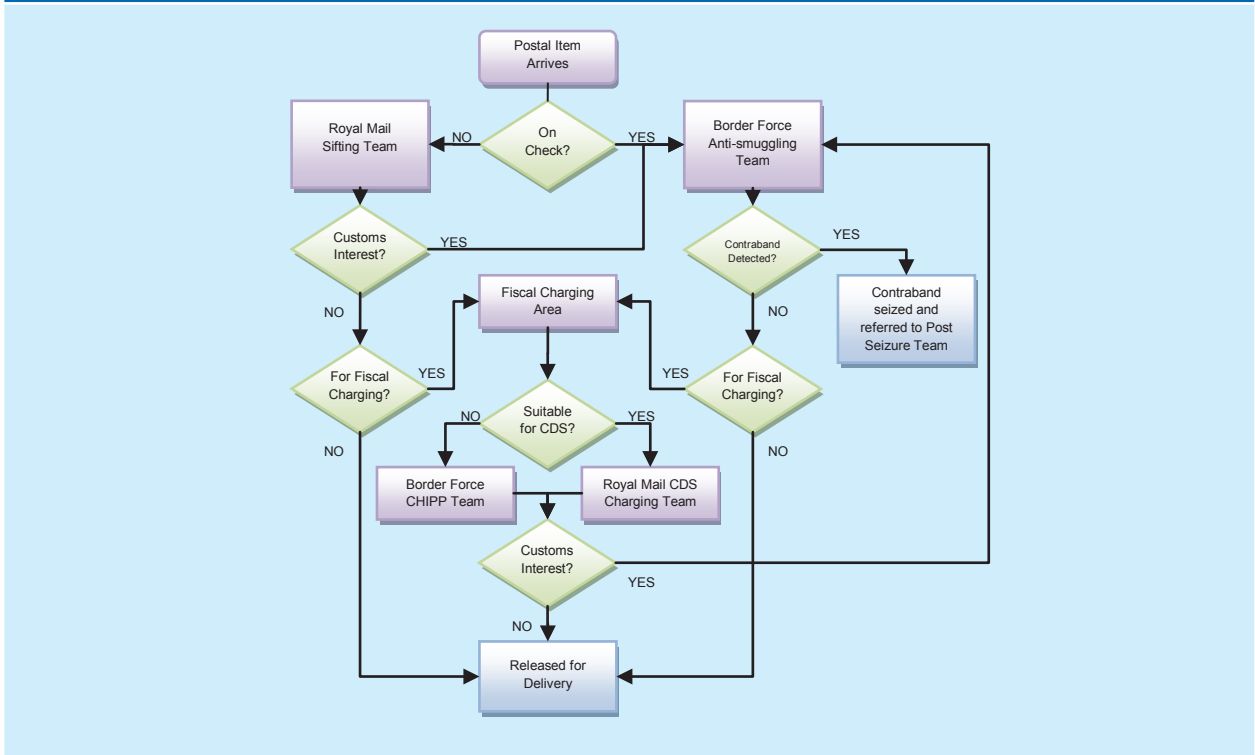 Postal Item
Arrives
Royal Mail
Sifting Team
NO
On
Check?
YES
Border Force
Anti-smuggling
Team
Customs
Interest?
YES
Contraband
Detected?
YES
NO
Fiscal Charging
Area
NO
Contraband
seized and
referred to Post
Seizure Team
For Fiscal
Charging?
YES
YES
For Fiscal
Charging?
NO
Suitable
for CDS?
YES
NO
NO
Border Force
CHIPP Team
Royal Mail CDS
Charging Team
Customs
Interest?
YES
NO
Released for
Delivery